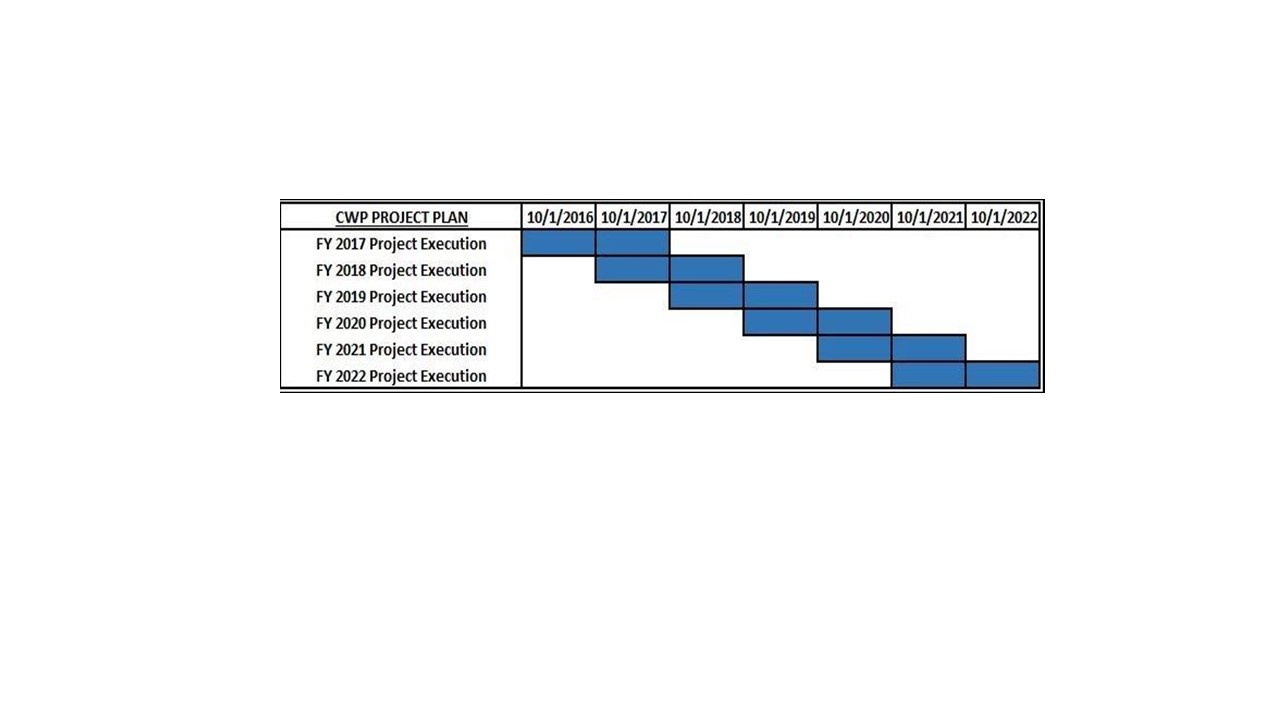 CWP PROJECT PLAN 10/1/2016 10/1/2017 10/1/2018 10/1/2019 10/1/2020 10/1/2021 10/1/2022
FY 2017 Project Execution
FY 2018 Project Execution
FY 2019 Project Execution
FY 2020 Project Execution
FY 2021 Project Execution
FY 2022 Project Execution